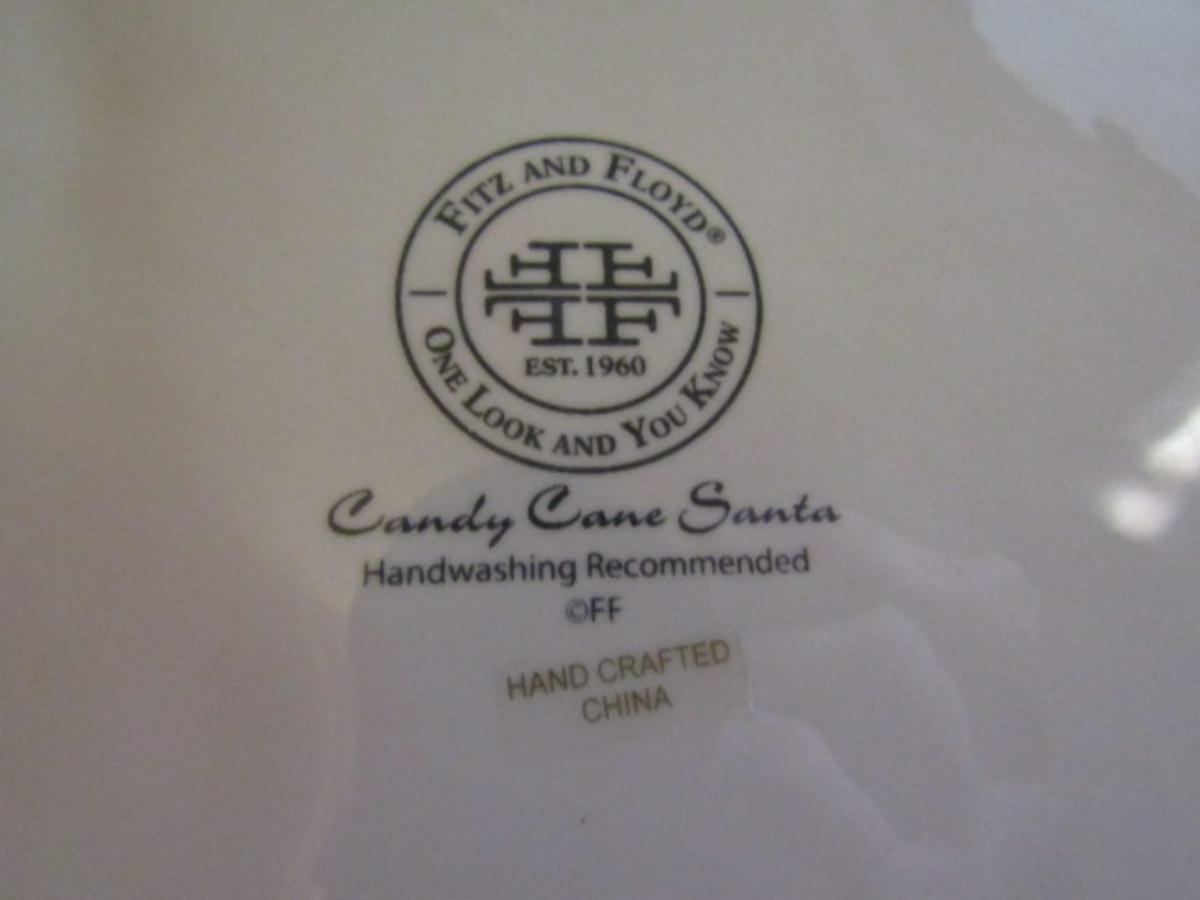 FITZ AND FLOYD®
EST. 1960
ONE LOOK AND YOU KNOW
Candy Cane Santa
Handwashing Recommended
©FF
HAND CRAFTED
CHINA